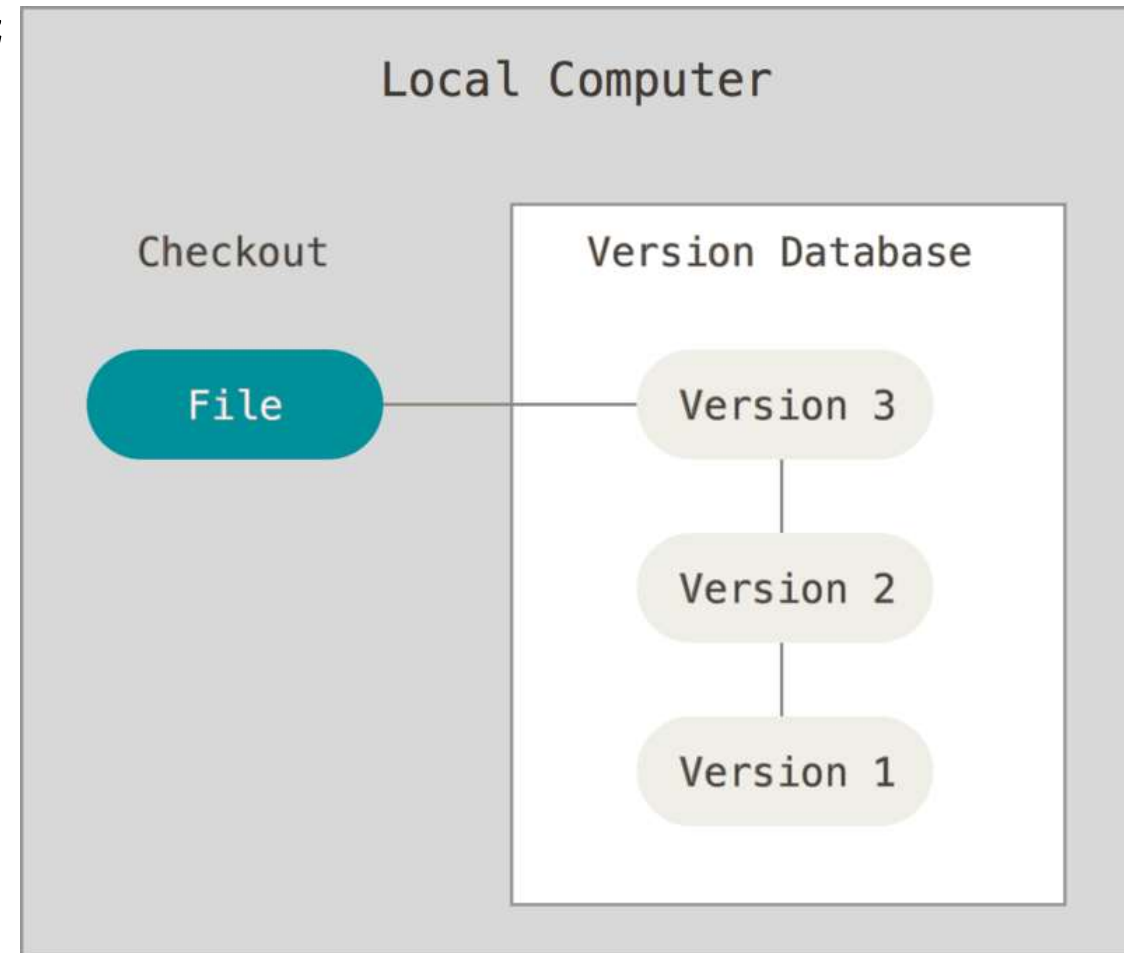 Local Computer
Checkout
Version Database
File
Version 3
Version 2
Version 1